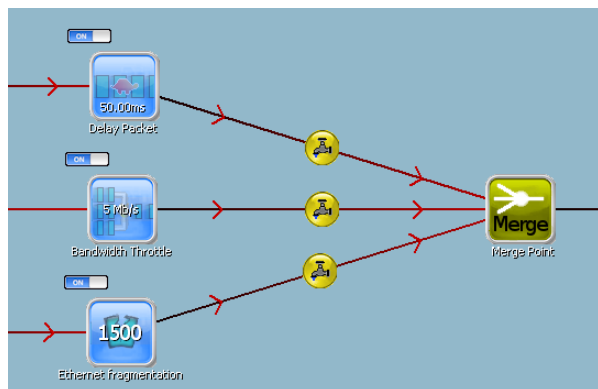 ON
50.00ms
Delay Packet
ON
5 Mb/s
Bandwidth Throttle
Merge
Merge Point
ON
1500
Ethernet fragmentation